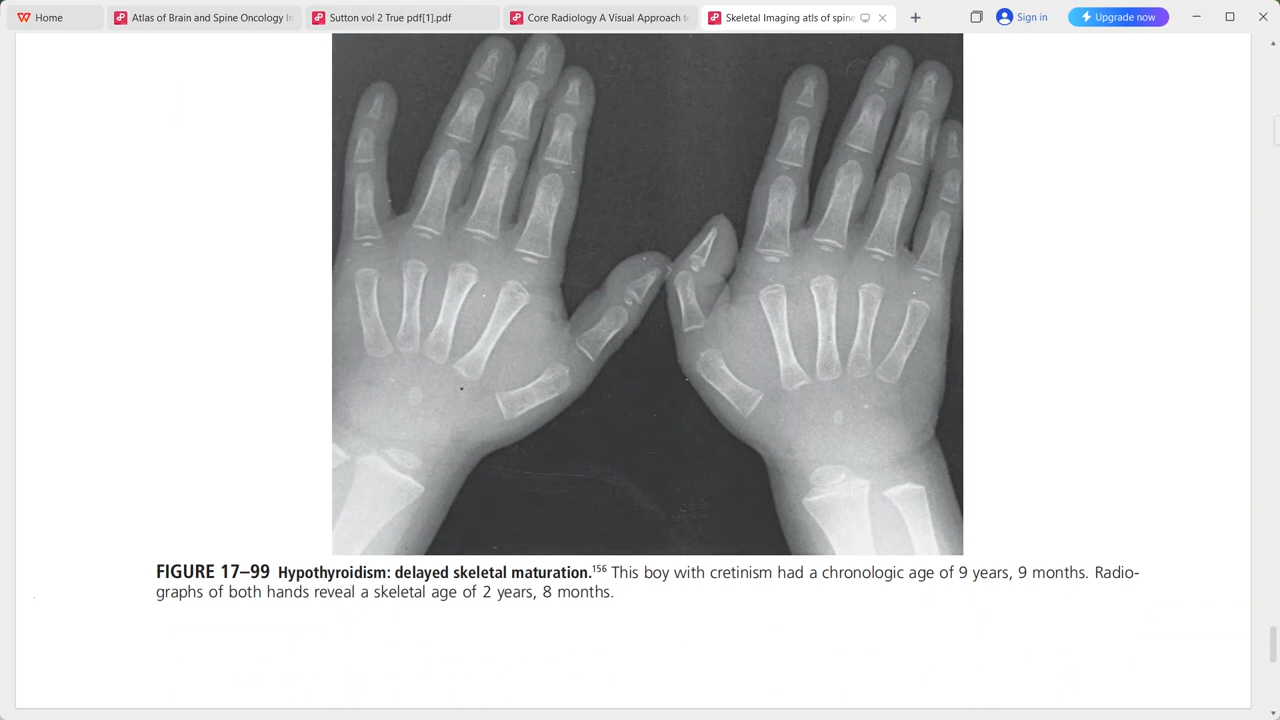 Home
Atlas of Brain and Spine Oncology I
Sutton vol 2 True pdf[1].pdf
Core Radiology A Visual Approach to
Skeletal Imaging atls of spine
Sign in
Upgrade now
FIGURE 17–99 Hypothyroidism: delayed skeletal maturation.156 This boy with cretinism had a chronologic age of 9 years, 9 months. Radio-
graphs of both hands reveal a skeletal age of 2 years, 8 months.